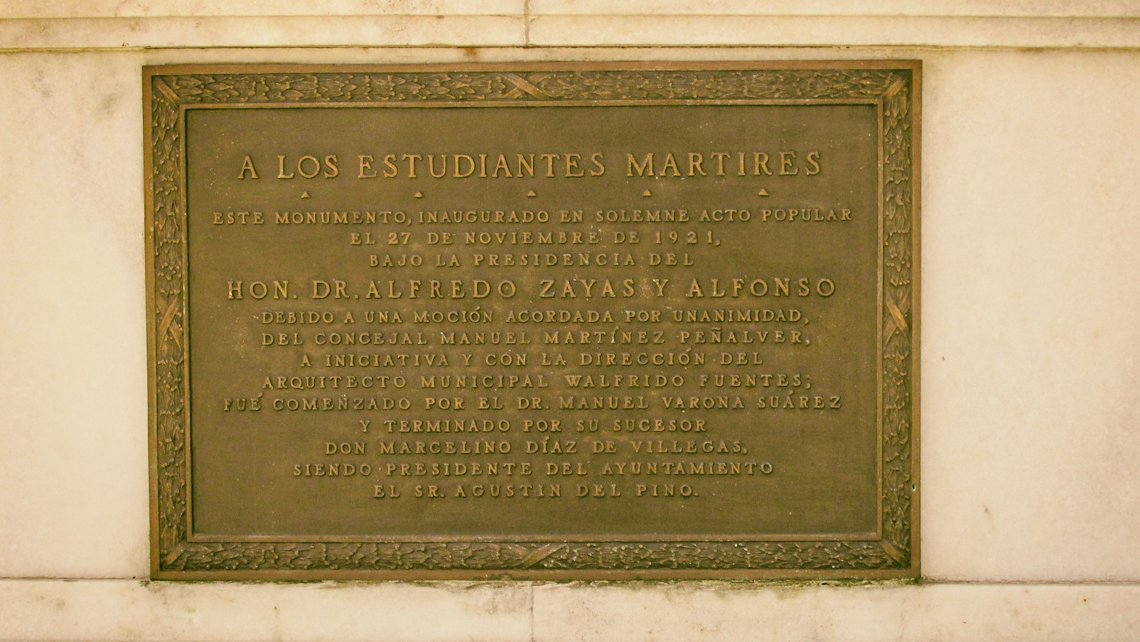 A LOS ESTUDIANTES MARTIRES
ESTE MONUMENTO, INAUGURADO EN SOLEMNE ACTO POPULAR
EL 27 DE NOVIEMBRE DE 1921,
BAJO LA PRESIDENCIA DEL
HON. DR. ALFREDO ZAYAS Y ALFONSO
DEBIDO A UNA MOCIÓN ACORDADA POR UNANIMIDAD,
DEL CONCEJAL MANUEL MARTÍNEZ PEÑALVER,
A INICIATIVA Y CON LA DIRECCIÓN DEL
ARQUITECTO MUNICIPAL WALFRIDO FUENTES;
FUÉ COMENZADO POR EL DR. MANUEL VARONA SUÁREZ
Y TERMINADO POR SU SUCESOR
DON MARCELINO DÍAZ DE VILLEGAS,
SIENDO PRESIDENTE DEL AYUNTAMIENTO
EL SR. AGUSTIN DEL PINO.